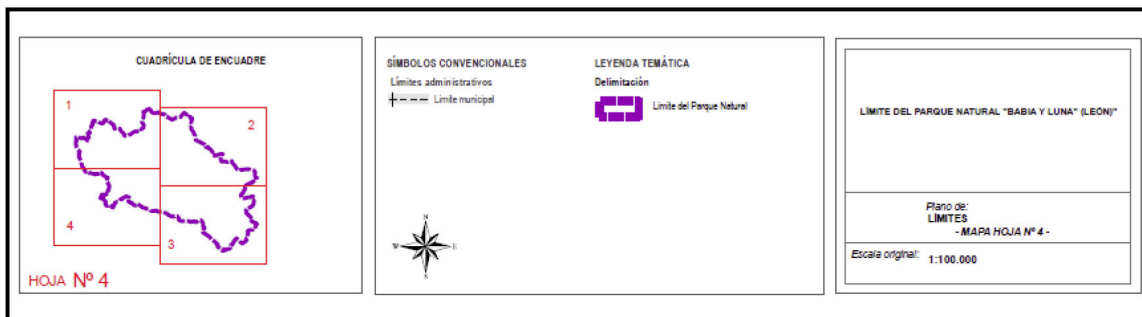 CUADRÍCULA DE ENCUADRE
1
2
4
3
HOJA Nº 4
SÍMBOLOS CONVENCIONALES
Límites administrativos
Limite municipal
LEYENDA TEMÁTICA
Delimitación
Limite del Parque Natural
N
W
E
S
LÍMITE DEL PARQUE NATURAL "BABIA Y LUNA" (LEÓN)"
Plano de:
LÍMITES
- MAPA HOJA Nº 4 -
Escala original: 1:100.000